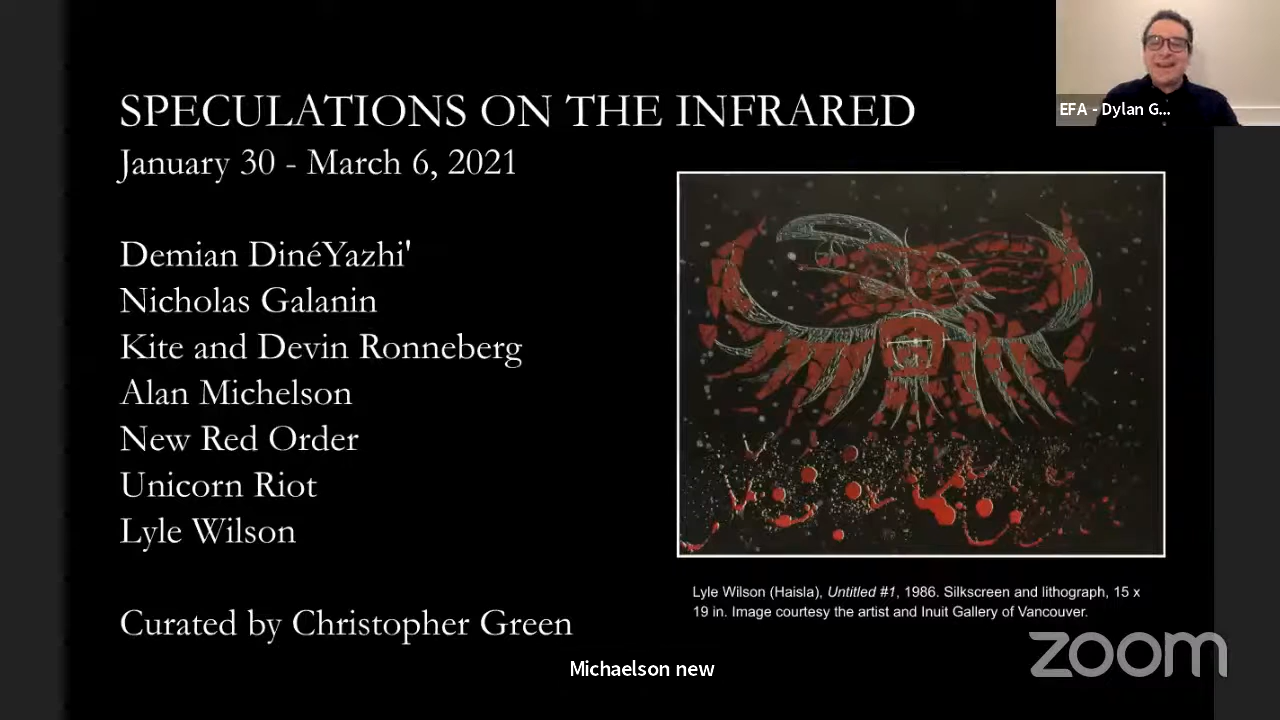 SPECULATIONS ON THE INFRARED
January 30 - March 6, 2021
Demian DinéYazhi'
Nicholas Galanin
Kite and Devin Ronneberg
Alan Michelson
New Red Order
Unicorn Riot
Lyle Wilson
Curated by Christopher Green
Lyle Wilson (Haisla), Untitled #1, 1986. Silkscreen and lithograph, 15 x
19 in. Image courtesy the artist and Inuit Gallery of Vancouver.
EFA - Dylan G...
Michaelson new
zoom